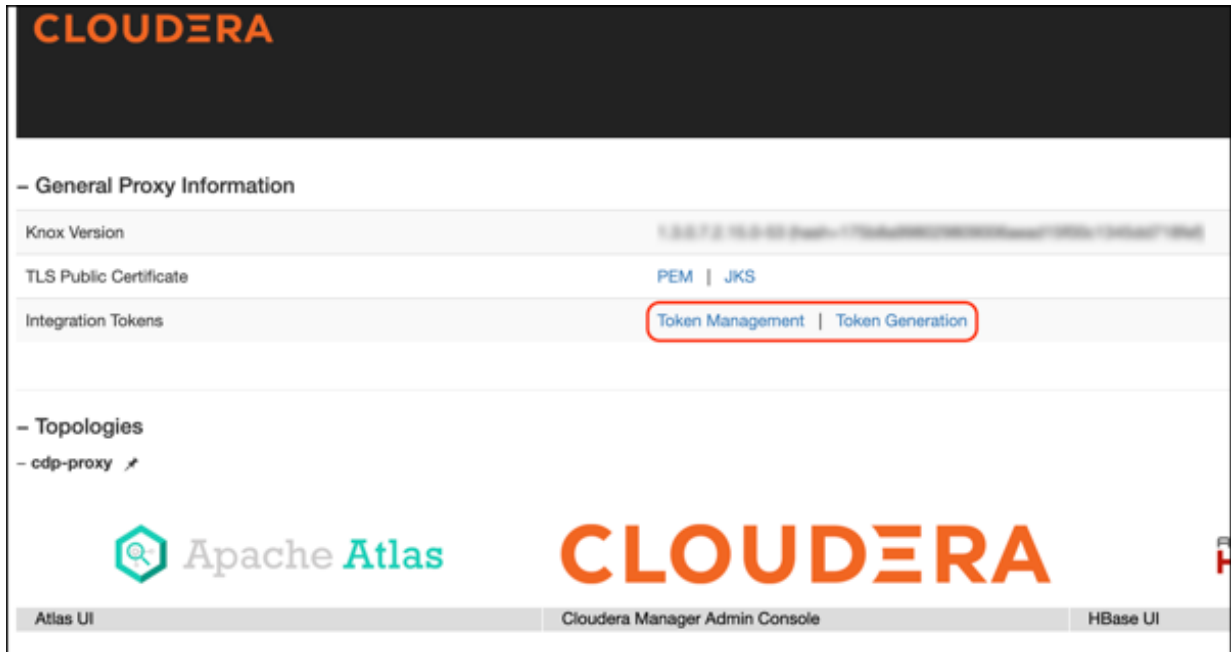 CLOUDERA
– General Proxy Information
Knox Version
TLS Public Certificate PEM | JKS
Integration Tokens Token Management | Token Generation
– Topologies
– cdp-proxy
Apache Atlas CLOUDERA
Atlas UI Cloudera Manager Admin Console HBase UI